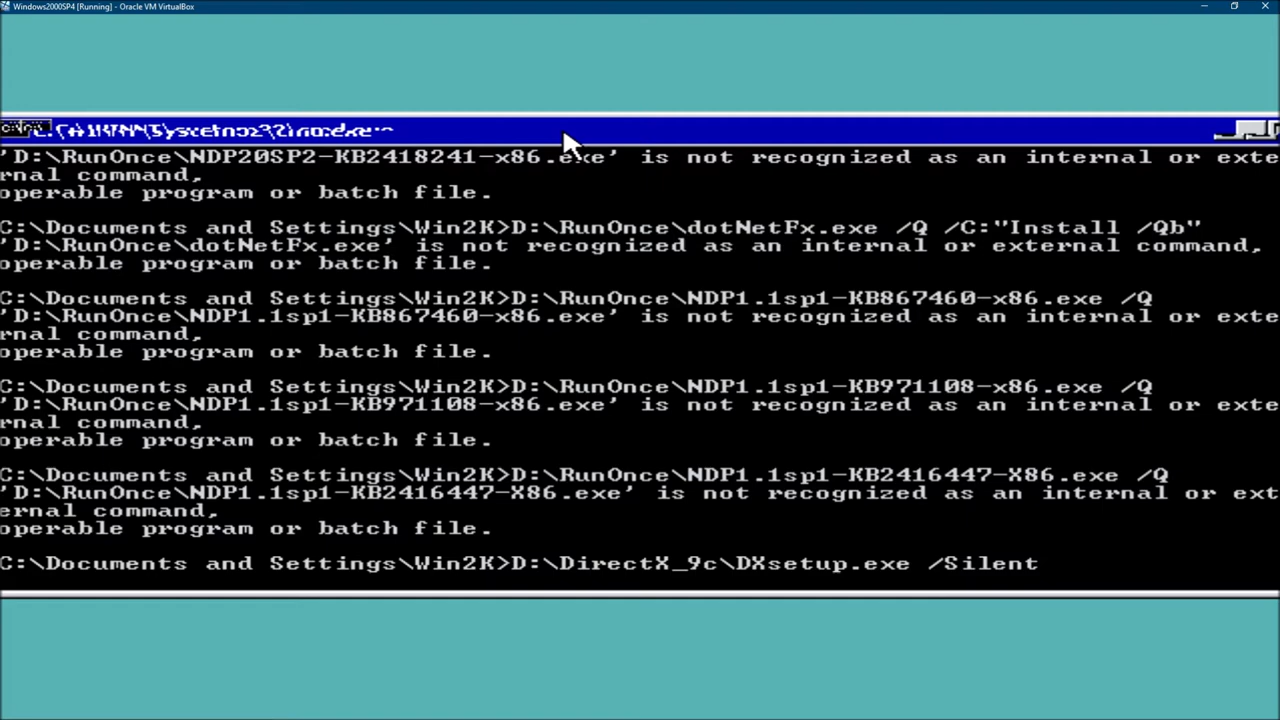 Windows2000SP4 [Running] - Oracle VM VirtualBox
'D:\RunOnce\NDP20SP2-KB2418241-x86.exe' is not recognized as an internal or exte
rnal command,
operable program or batch file.
C:\Documents and Settings\Win2K>D:\RunOnce\dotNetFx.exe /Q /C:"Install /Qb"
'D:\RunOnce\dotNetFx.exe' is not recognized as an internal or external command,
operable program or batch file.
C:\Documents and Settings\Win2K>D:\RunOnce\NDP1.1sp1-KB867460-x86.exe /Q
'D:\RunOnce\NDP1.1sp1-KB867460-x86.exe' is not recognized as an internal or exte
rnal command,
operable program or batch file.
C:\Documents and Settings\Win2K>D:\RunOnce\NDP1.1sp1-KB971108-x86.exe /Q
'D:\RunOnce\NDP1.1sp1-KB971108-x86.exe' is not recognized as an internal or exte
rnal command,
operable program or batch file.
C:\Documents and Settings\Win2K>D:\RunOnce\NDP1.1sp1-KB2416447-X86.exe /Q
'D:\RunOnce\NDP1.1sp1-KB2416447-X86.exe' is not recognized as an internal or ext
ernal command,
operable program or batch file.
C:\Documents and Settings\Win2K>D:\DirectX_9c\DXsetup.exe /Silent